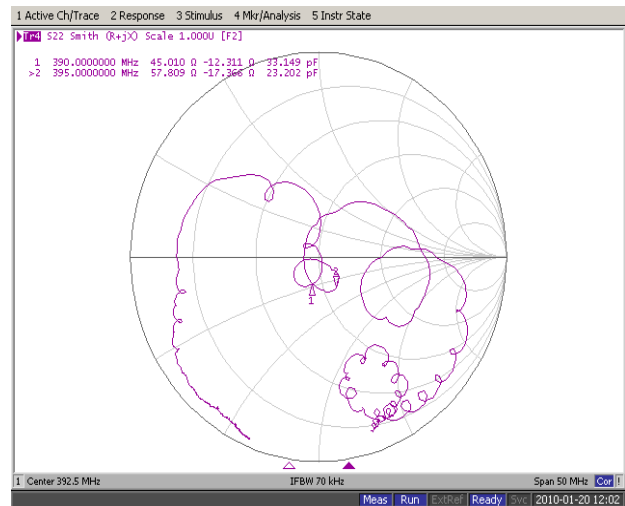 1 Active Ch/Trace 2 Response 3 Stimulus 4 Mkr/Analysis 5 Instr State
Tr4 S22 Smith (R+jX) Scale 1.000U [F2]
1 390.0000000 MHz 45.010 Ω -12.311 Ω 33.149 pF
>2 395.0000000 MHz 57.809 Ω -17.366 Ω 23.202 pF
2
1
1 Center 392.5 MHz IFBW 70 kHz Span 50 MHz Cor !
Meas Run ExtRef Ready Svc 2010-01-20 12:02